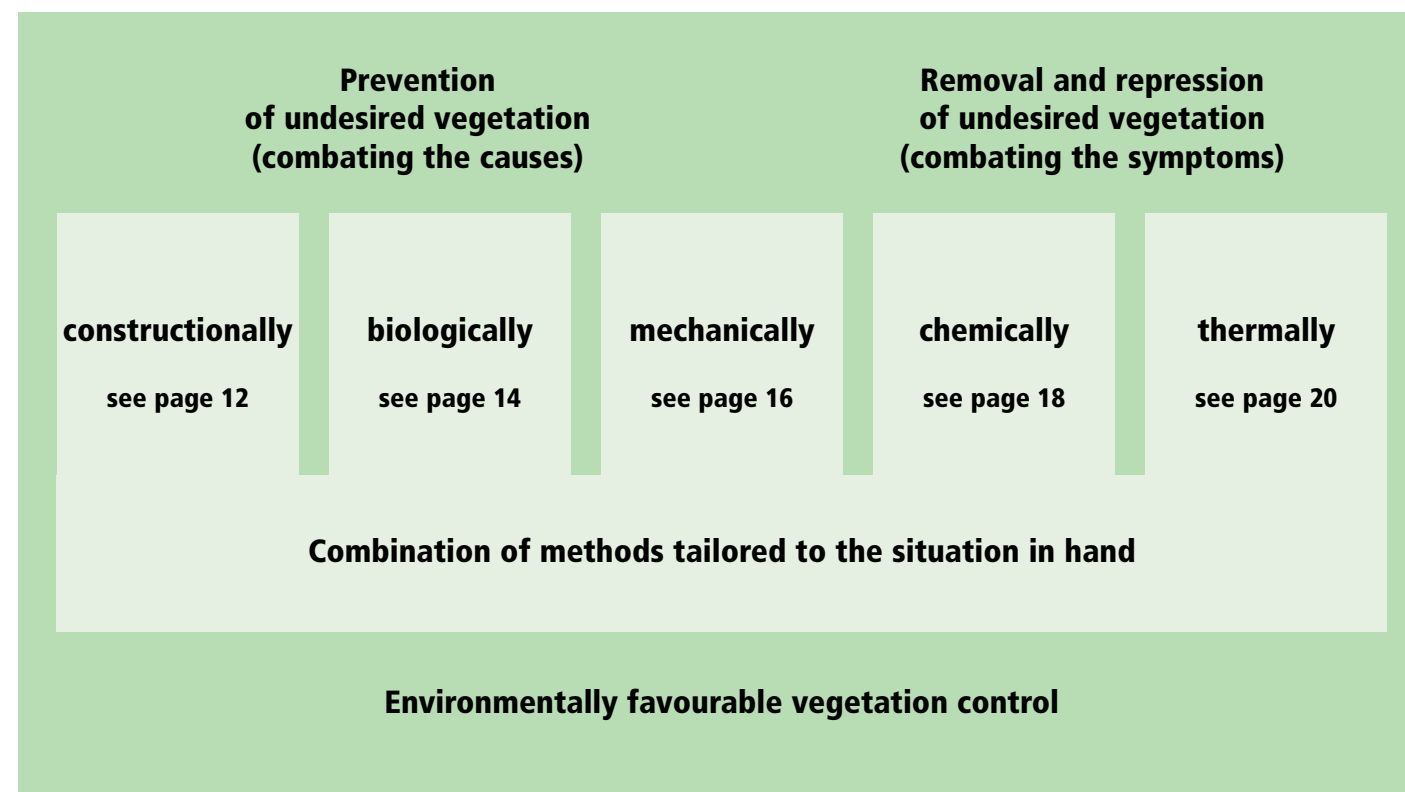 Prevention
of undesired vegetation
(combating the causes)
Removal and repression
of undesired vegetation
(combating the symptoms)
constructionally
see page 12
biologically
see page 14
mechanically
see page 16
chemically
see page 18
thermally
see page 20
Combination of methods tailored to the situation in hand
Environmentally favourable vegetation control